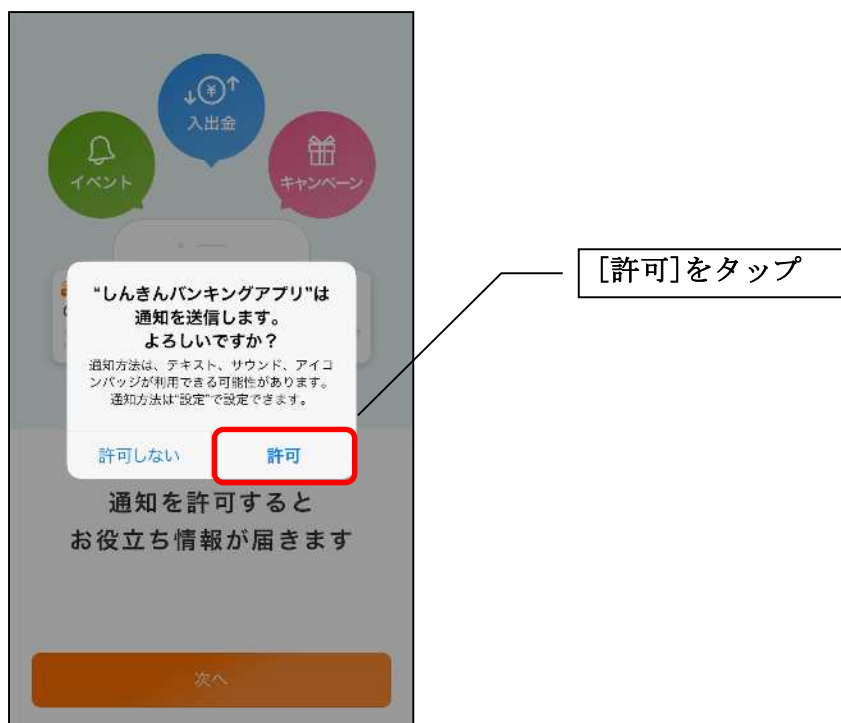 入出金
イベント
キャンペーン
“しんきんバンキングアプリ”は
通知を送信します。
よろしいですか？
通知方法は、テキスト、サウンド、アイコ
ンバッジが利用できる可能性があります。
通知方法は“設定”で設定できます。
許可しない
許可
[許可]をタップ
通知を許可すると
お役立ち情報が届きます
次へ